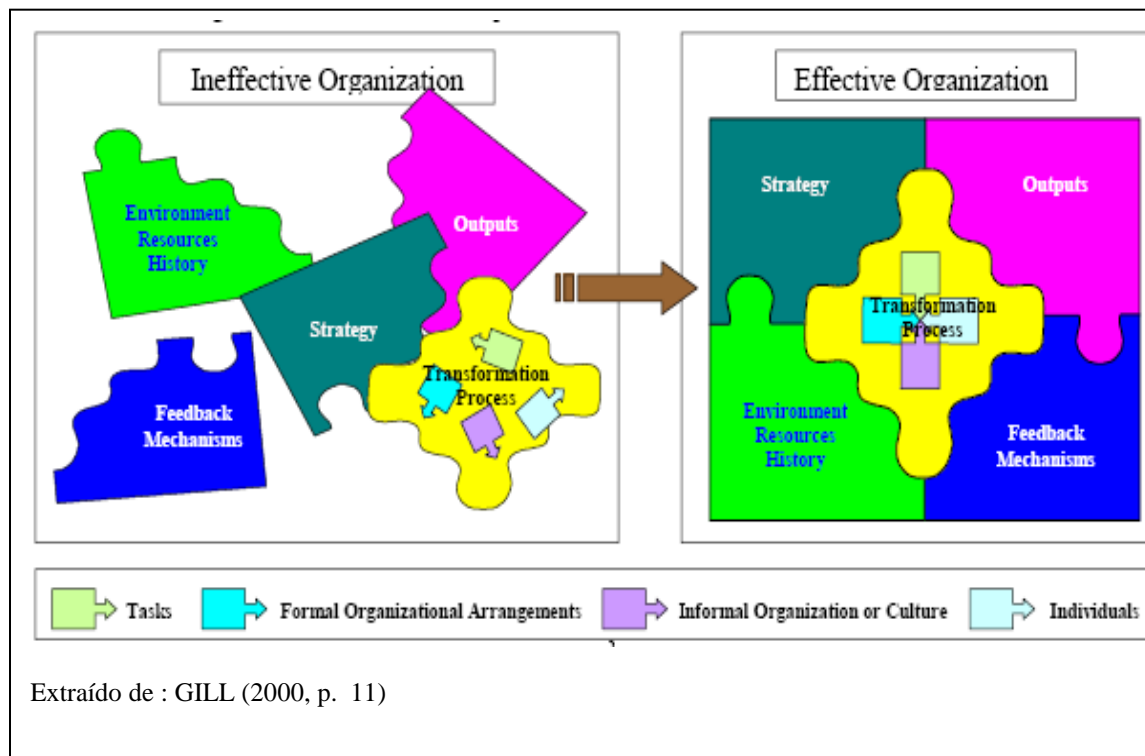 Ineffective Organization
Environment
Resources
History
Outputs
Strategy
Transformation
Process
Feedback
Mechanisms
Effective Organization
Strategy
Outputs
Transformation
Process
Environment
Resources
History
Feedback
Mechanisms
Tasks
Formal Organizational Arrangements
Informal Organization or Culture
Individuals
Extraído de : GILL (2000, p. 11)